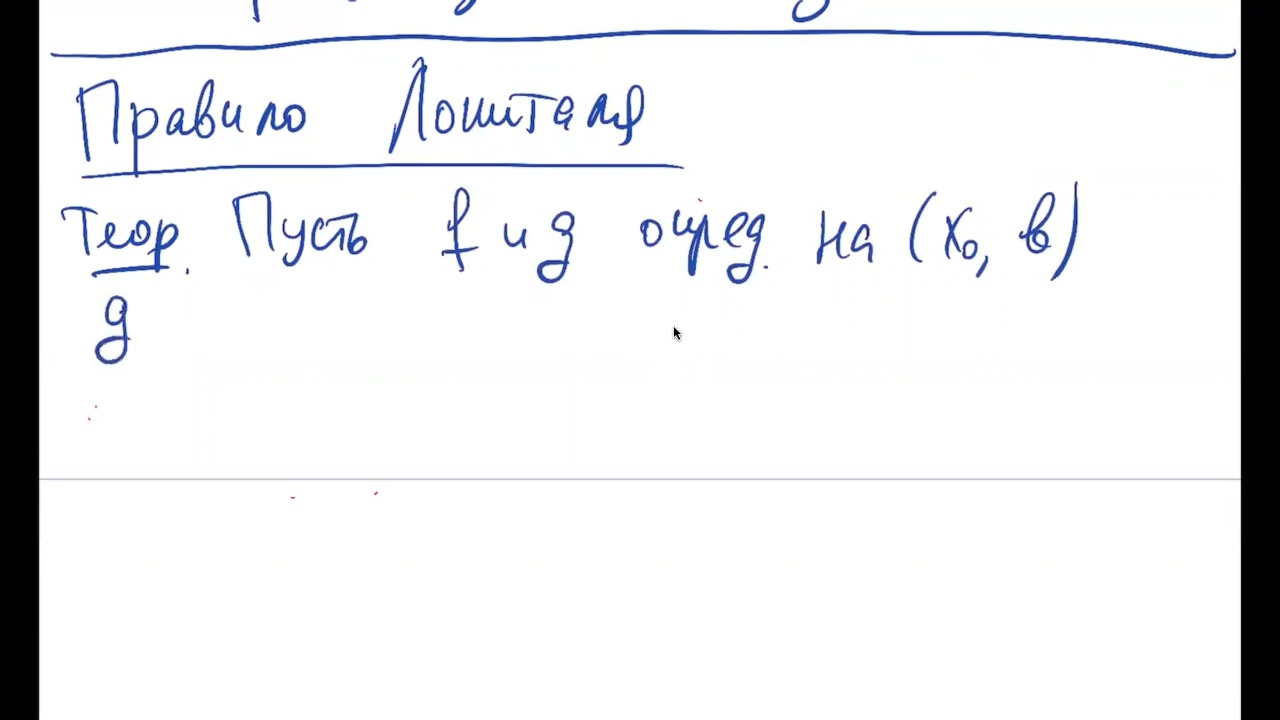 Правило Лопиталя
Теор. Пусть f и g опред. на (x₀, b)
g